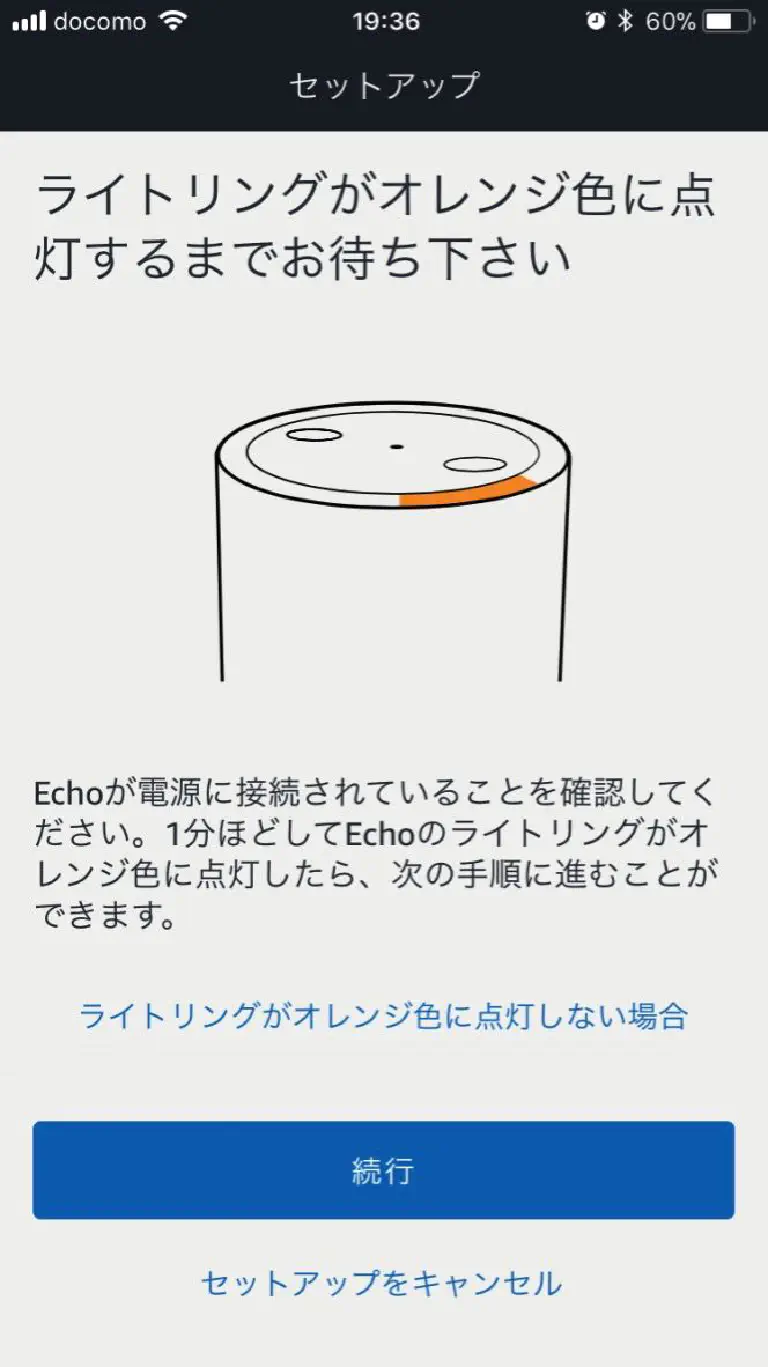 docomo 19:36 60%
セットアップ
ライトリングがオレンジ色に点
灯するまでお待ち下さい
Echoが電源に接続されていることを確認してく
ださい。1分ほどしてEchoのライトリングがオ
レンジ色に点灯したら、次の手順に進むことが
できます。
ライトリングがオレンジ色に点灯しない場合
続行
セットアップをキャンセル